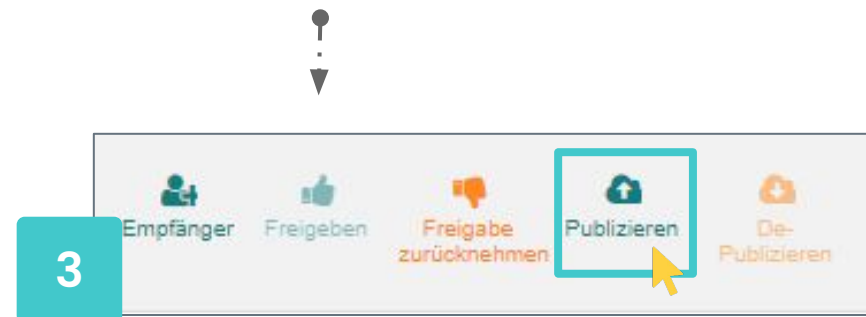 Empfänger
Freigeben
Freigabe
zurücknehmen
Publizieren
De-
Publizieren
3